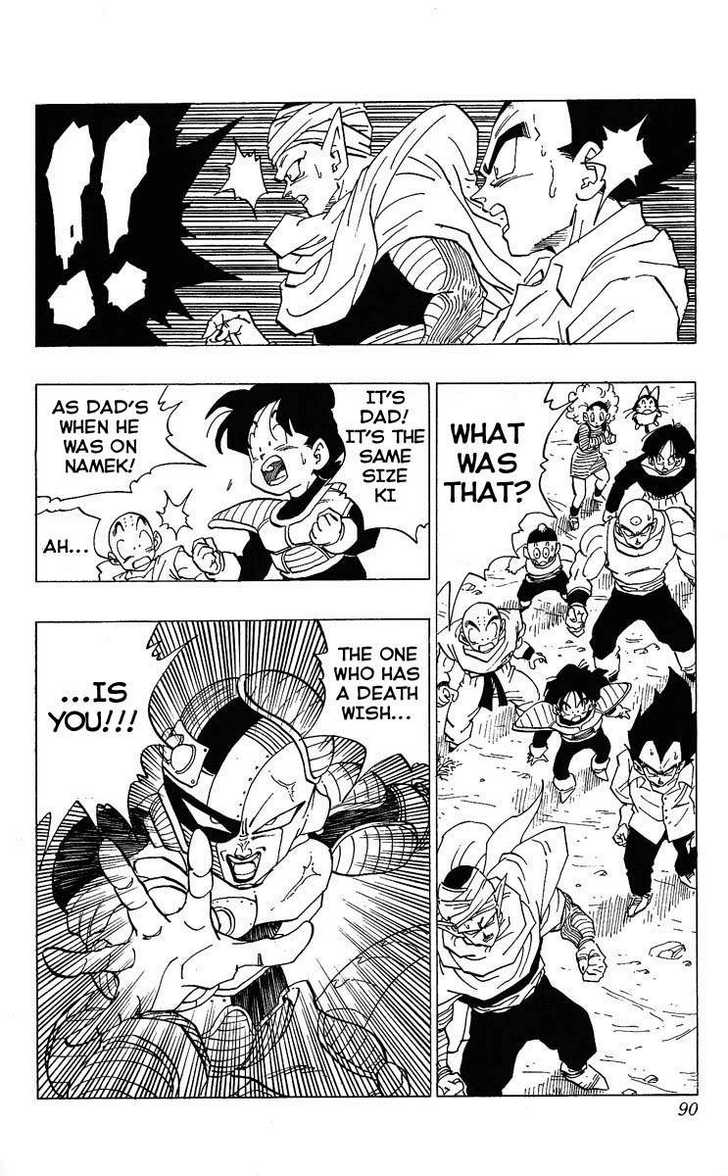 !!
WHAT
WAS
THAT?
IT'S
DAD!
IT'S THE
SAME
SIZE
KI
AS DAD'S
WHEN HE
WAS ON
NAMEK!
AH...
THE ONE
WHO HAS
A DEATH
WISH...
...IS
YOU!!!
90